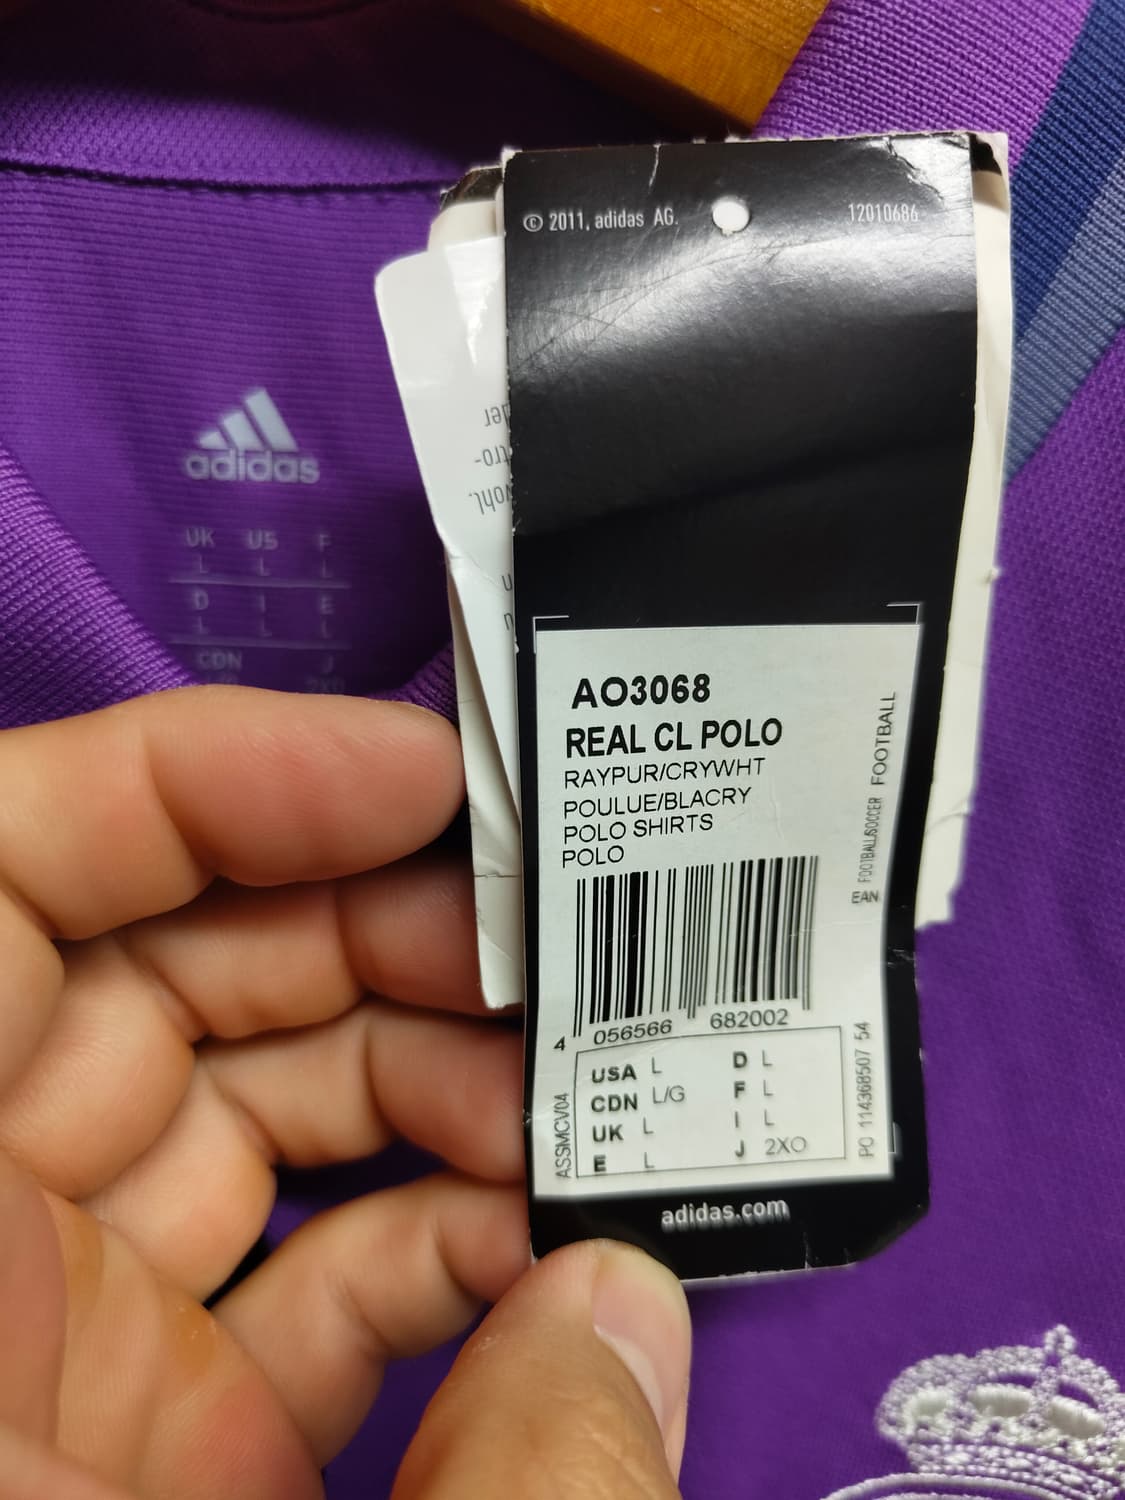 © 2011, adidas AG.
12010686
adidas
UK US F
L L L
D I E
L L L
CDN J
AO3068
REAL CL POLO
RAYPUR/CRYWHT
POULUE/BLACRY
POLO SHIRTS
POLO
FOOTBALL/SOCCER FOOTBALL
EAN
4 056566 682002
USA L D L
CDN L/G F L
UK L I L
E L J 2XO
ASSMCV04
PO 114368507 54
adidas.com